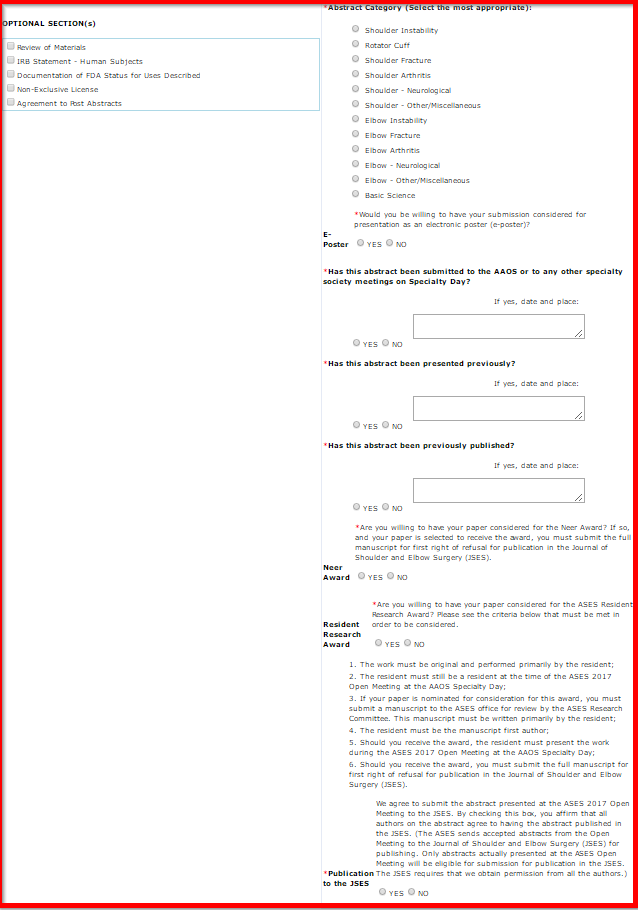 OPTIONAL SECTION(s)
Review of Materials
IRB Statement - Human Subjects
Documentation of FDA Status for Uses Described
Non-Exclusive License
Agreement to Post Abstracts
*Abstract Category (Select the most appropriate):
Shoulder Instability
Rotator Cuff
Shoulder Fracture
Shoulder Arthritis
Shoulder - Neurological
Shoulder - Other/Miscellaneous
Elbow Instability
Elbow Fracture
Elbow Arthritis
Elbow - Neurological
Elbow - Other/Miscellaneous
Basic Science
*Would you be willing to have your submission considered for
presentation as an electronic poster (e-poster)?
E-
Poster YES NO
*Has this abstract been submitted to the AAOS or to any other specialty
society meetings on Specialty Day?
If yes, date and place:
YES NO
*Has this abstract been presented previously?
If yes, date and place:
YES NO
*Has this abstract been previously published?
If yes, date and place:
YES NO
*Are you willing to have your paper considered for the Neer Award? If so,
and your paper is selected to receive the award, you must submit the full
manuscript for first right of refusal for publication in the Journal of
Shoulder and Elbow Surgery (JSES).
Neer
Award YES NO
*Are you willing to have your paper considered for the ASES Resident
Research Award? Please see the criteria below that must be met in
order to be considered.
Resident
Research
Award YES NO
1. The work must be original and performed primarily by the resident;
2. The resident must still be a resident at the time of the ASES 2017
Open Meeting at the AAOS Specialty Day;
3. If your paper is nominated for consideration for this award, you must
submit a manuscript to the ASES office for review by the ASES Research
Committee. This manuscript must be written primarily by the resident;
4. The resident must be the manuscript first author;
5. Should you receive the award, the resident must present the work
during the ASES 2017 Open Meeting at the AAOS Specialty Day;
6. Should you receive the award, you must submit the full manuscript for
first right of refusal for publication in the Journal of Shoulder and Elbow
Surgery (JSES).
We agree to submit the abstract presented at the ASES 2017 Open
Meeting to the JSES. By checking this box, you affirm that all
authors on the abstract agree to having the abstract published in
the JSES. (The ASES sends accepted abstracts from the Open
Meeting to the Journal of Shoulder and Elbow Surgery (JSES) for
publishing. Only abstracts actually presented at the ASES Open
Meeting will be eligible for submission for publication in the JSES.
*Publication The JSES requires that we obtain permission from all the authors.)
to the JSES
YES NO